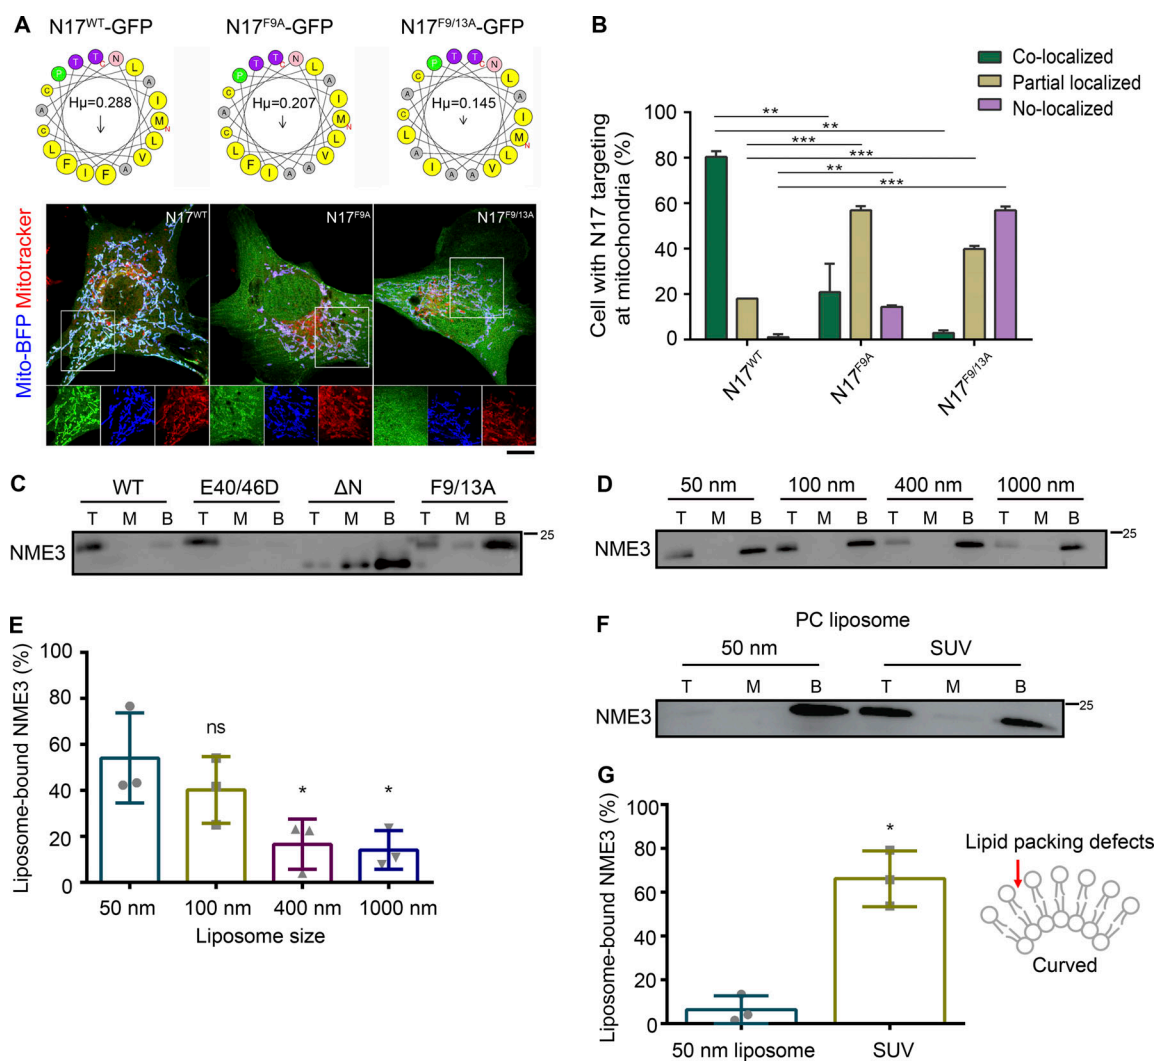 A
N17WT-GFP
N17F9A-GFP
N17F9/13A-GFP
P T T C N L A I M N L V F I F L C A C A
Hμ=0.288
P T T C N L A I M N L V A I F L C A C A
Hμ=0.207
P T T C N L A I M N L V A I A L C A C A
Hμ=0.145
Mito-BFP Mitotracker
N17WT
N17F9A
N17F9/13A
B
Co-localized
Partial localized
No-localized
Cell with N17 targeting
at mitochondria (%)
100
80
60
40
20
0
**
**
***
***
**
***
N17WT
N17F9A
N17F9/13A
C
WT E40/46D ΔN F9/13A
T M B T M B T M B T M B
NME3
25
D
50 nm 100 nm 400 nm 1000 nm
T M B T M B T M B T M B
NME3
25
E
Liposome-bound NME3 (%)
100
80
60
40
20
0
ns
*
*
50 nm 100 nm 400 nm 1000 nm
Liposome size
F
PC liposome
50 nm SUV
T M B T M B
NME3
25
G
Liposome-bound NME3 (%)
100
80
60
40
20
0
*
50 nm liposome SUV
Lipid packing defects
Curved